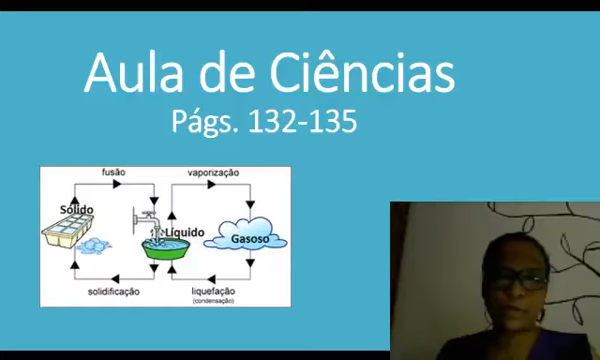 Aula de Ciências
Págs. 132-135
fusão
vaporização
Sólido
Líquido
Gasoso
solidificação
liquefação
(condensação)